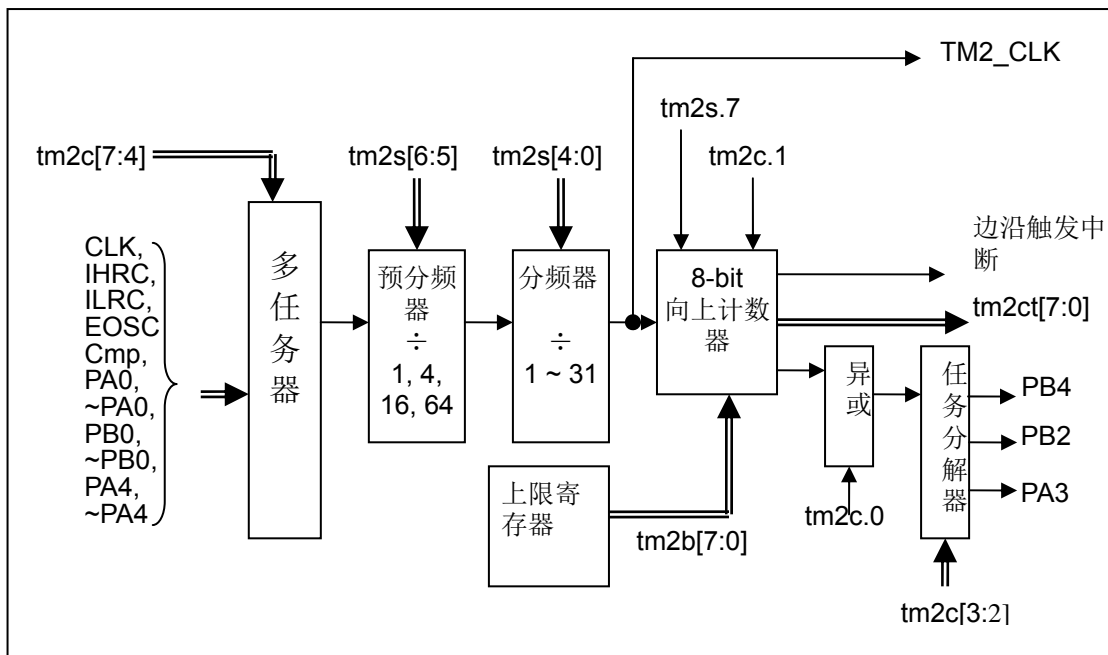 TM2_CLK
tm2s.7
tm2c[7:4]
tm2s[6:5]
tm2s[4:0]
tm2c.1
CLK,
IHRC,
ILRC,
EOSC
Cmp,
PA0,
~PA0,
PB0,
~PB0,
PA4,
~PA4
多
任
务
器
预分频
器
÷
1, 4,
16, 64
分频器
÷
1 ~ 31
8-bit
向上计数
器
边沿触发中
断
tm2ct[7:0]
异
或
任
务
分
解
器
PB4
PB2
PA3
上限寄
存器
tm2b[7:0]
tm2c.0
tm2c[3:2]